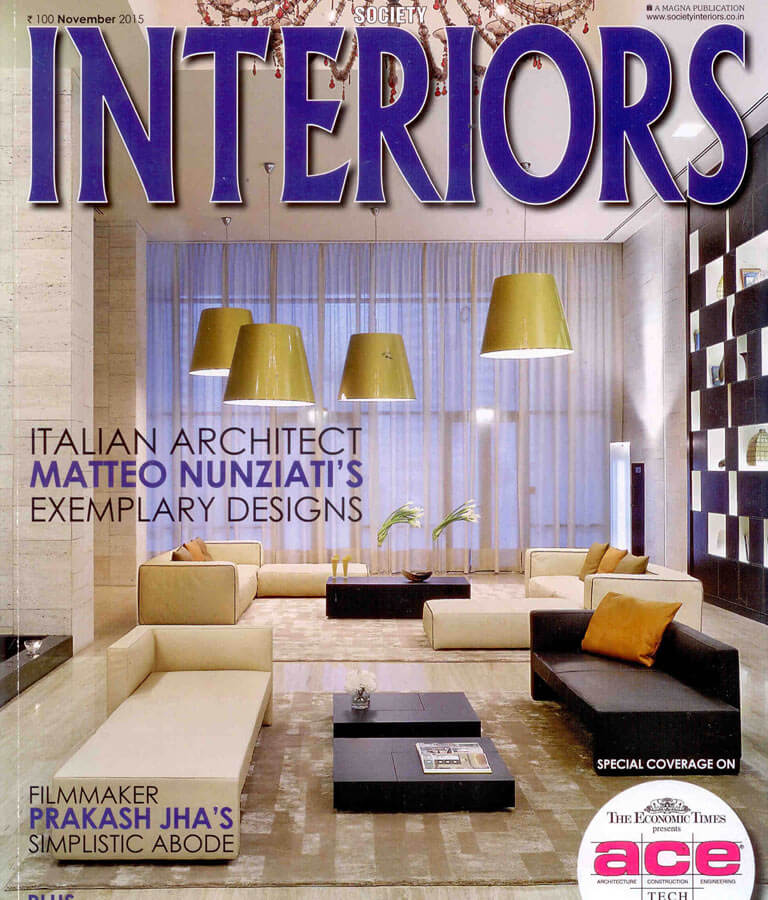 ₹ 100 November 2015
SOCIETY
A MAGNA PUBLICATION
www.societyinteriors.co.in
INTERIORS
ITALIAN ARCHITECT
MATTEO NUNZIATI'S
EXEMPLARY DESIGNS
SPECIAL COVERAGE ON
FILMMAKER
PRAKASH JHA'S
SIMPLISTIC ABODE
THE ECONOMIC TIMES
presents
ace
ARCHITECTURE CONSTRUCTION ENGINEERING
TECH
PLUS